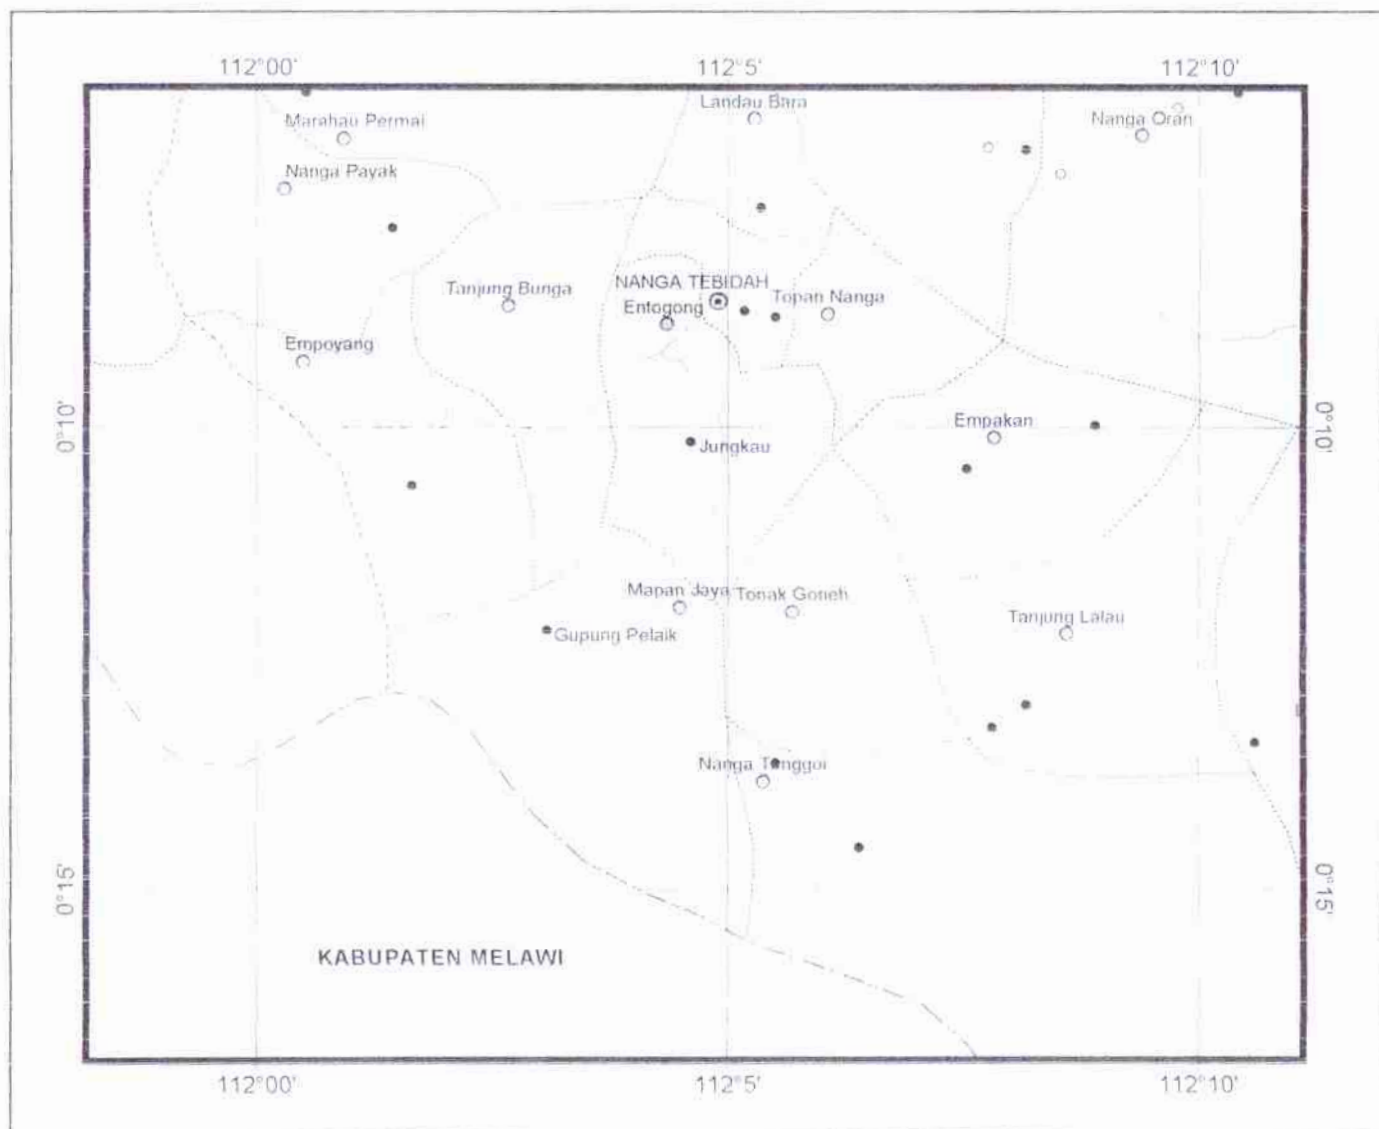 112°00'
112°5'
112°10'
Landau Bara
Marahau Permai
Nanga Oran
Nanga Payak
NANGA TEBIDAH
Tanjung Bunga
Topan Nanga
Entogong
Empoyang
0°10'
0°10'
Empakan
Jungkau
Mapan Jaya
Tonak Goneh
Tanjung Lalau
Gupung Pelaik
Nanga Tonggoi
0°15'
0°15'
KABUPATEN MELAWI
112°00'
112°5'
112°10'